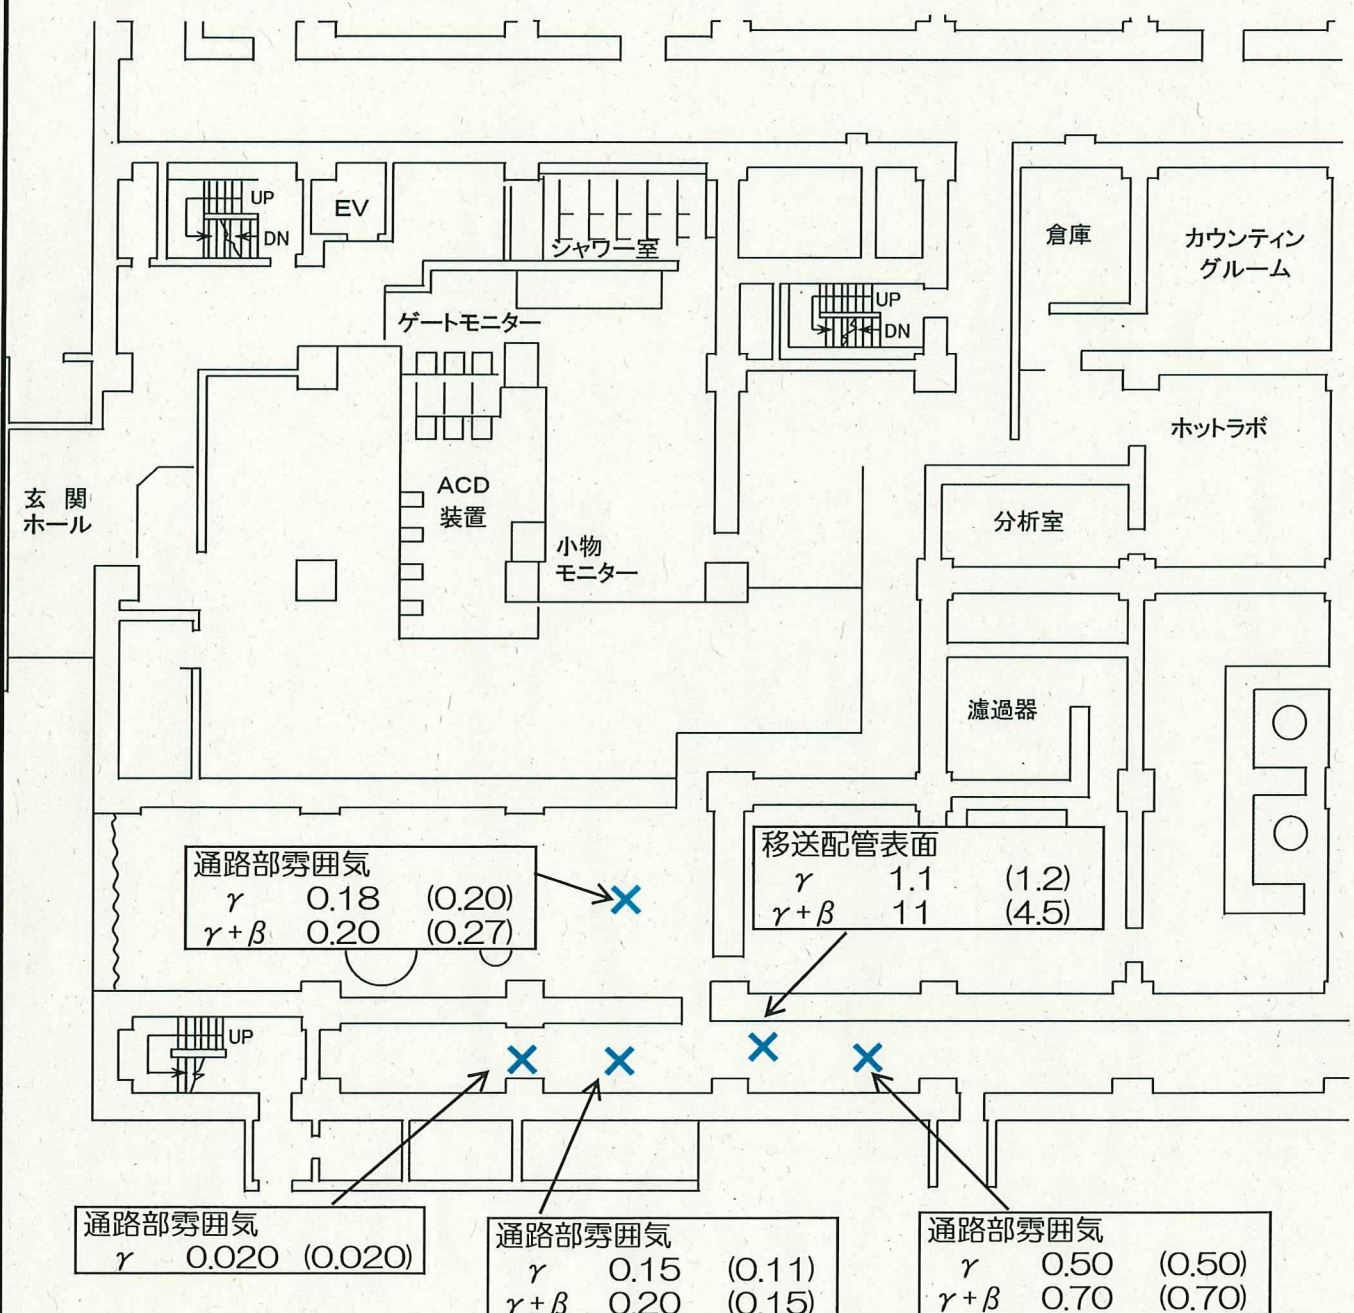 UP
DN
EV
シャワー室
倉庫
カウンティン
グルーム
UP
DN
ゲートモニター
ホットラボ
玄 関
ホール
ACD
装置
分析室
小物
モニター
濾過器
通路部雰囲気
γ 0.18 (0.20)
γ+β 0.20 (0.27)
移送配管表面
γ 1.1 (1.2)
γ+β 11 (4.5)
UP
通路部雰囲気
γ 0.020 (0.020)
通路部雰囲気
γ 0.15 (0.11)
γ+β 0.20 (0.15)
通路部雰囲気
γ 0.50 (0.50)
γ+β 0.70 (0.70)